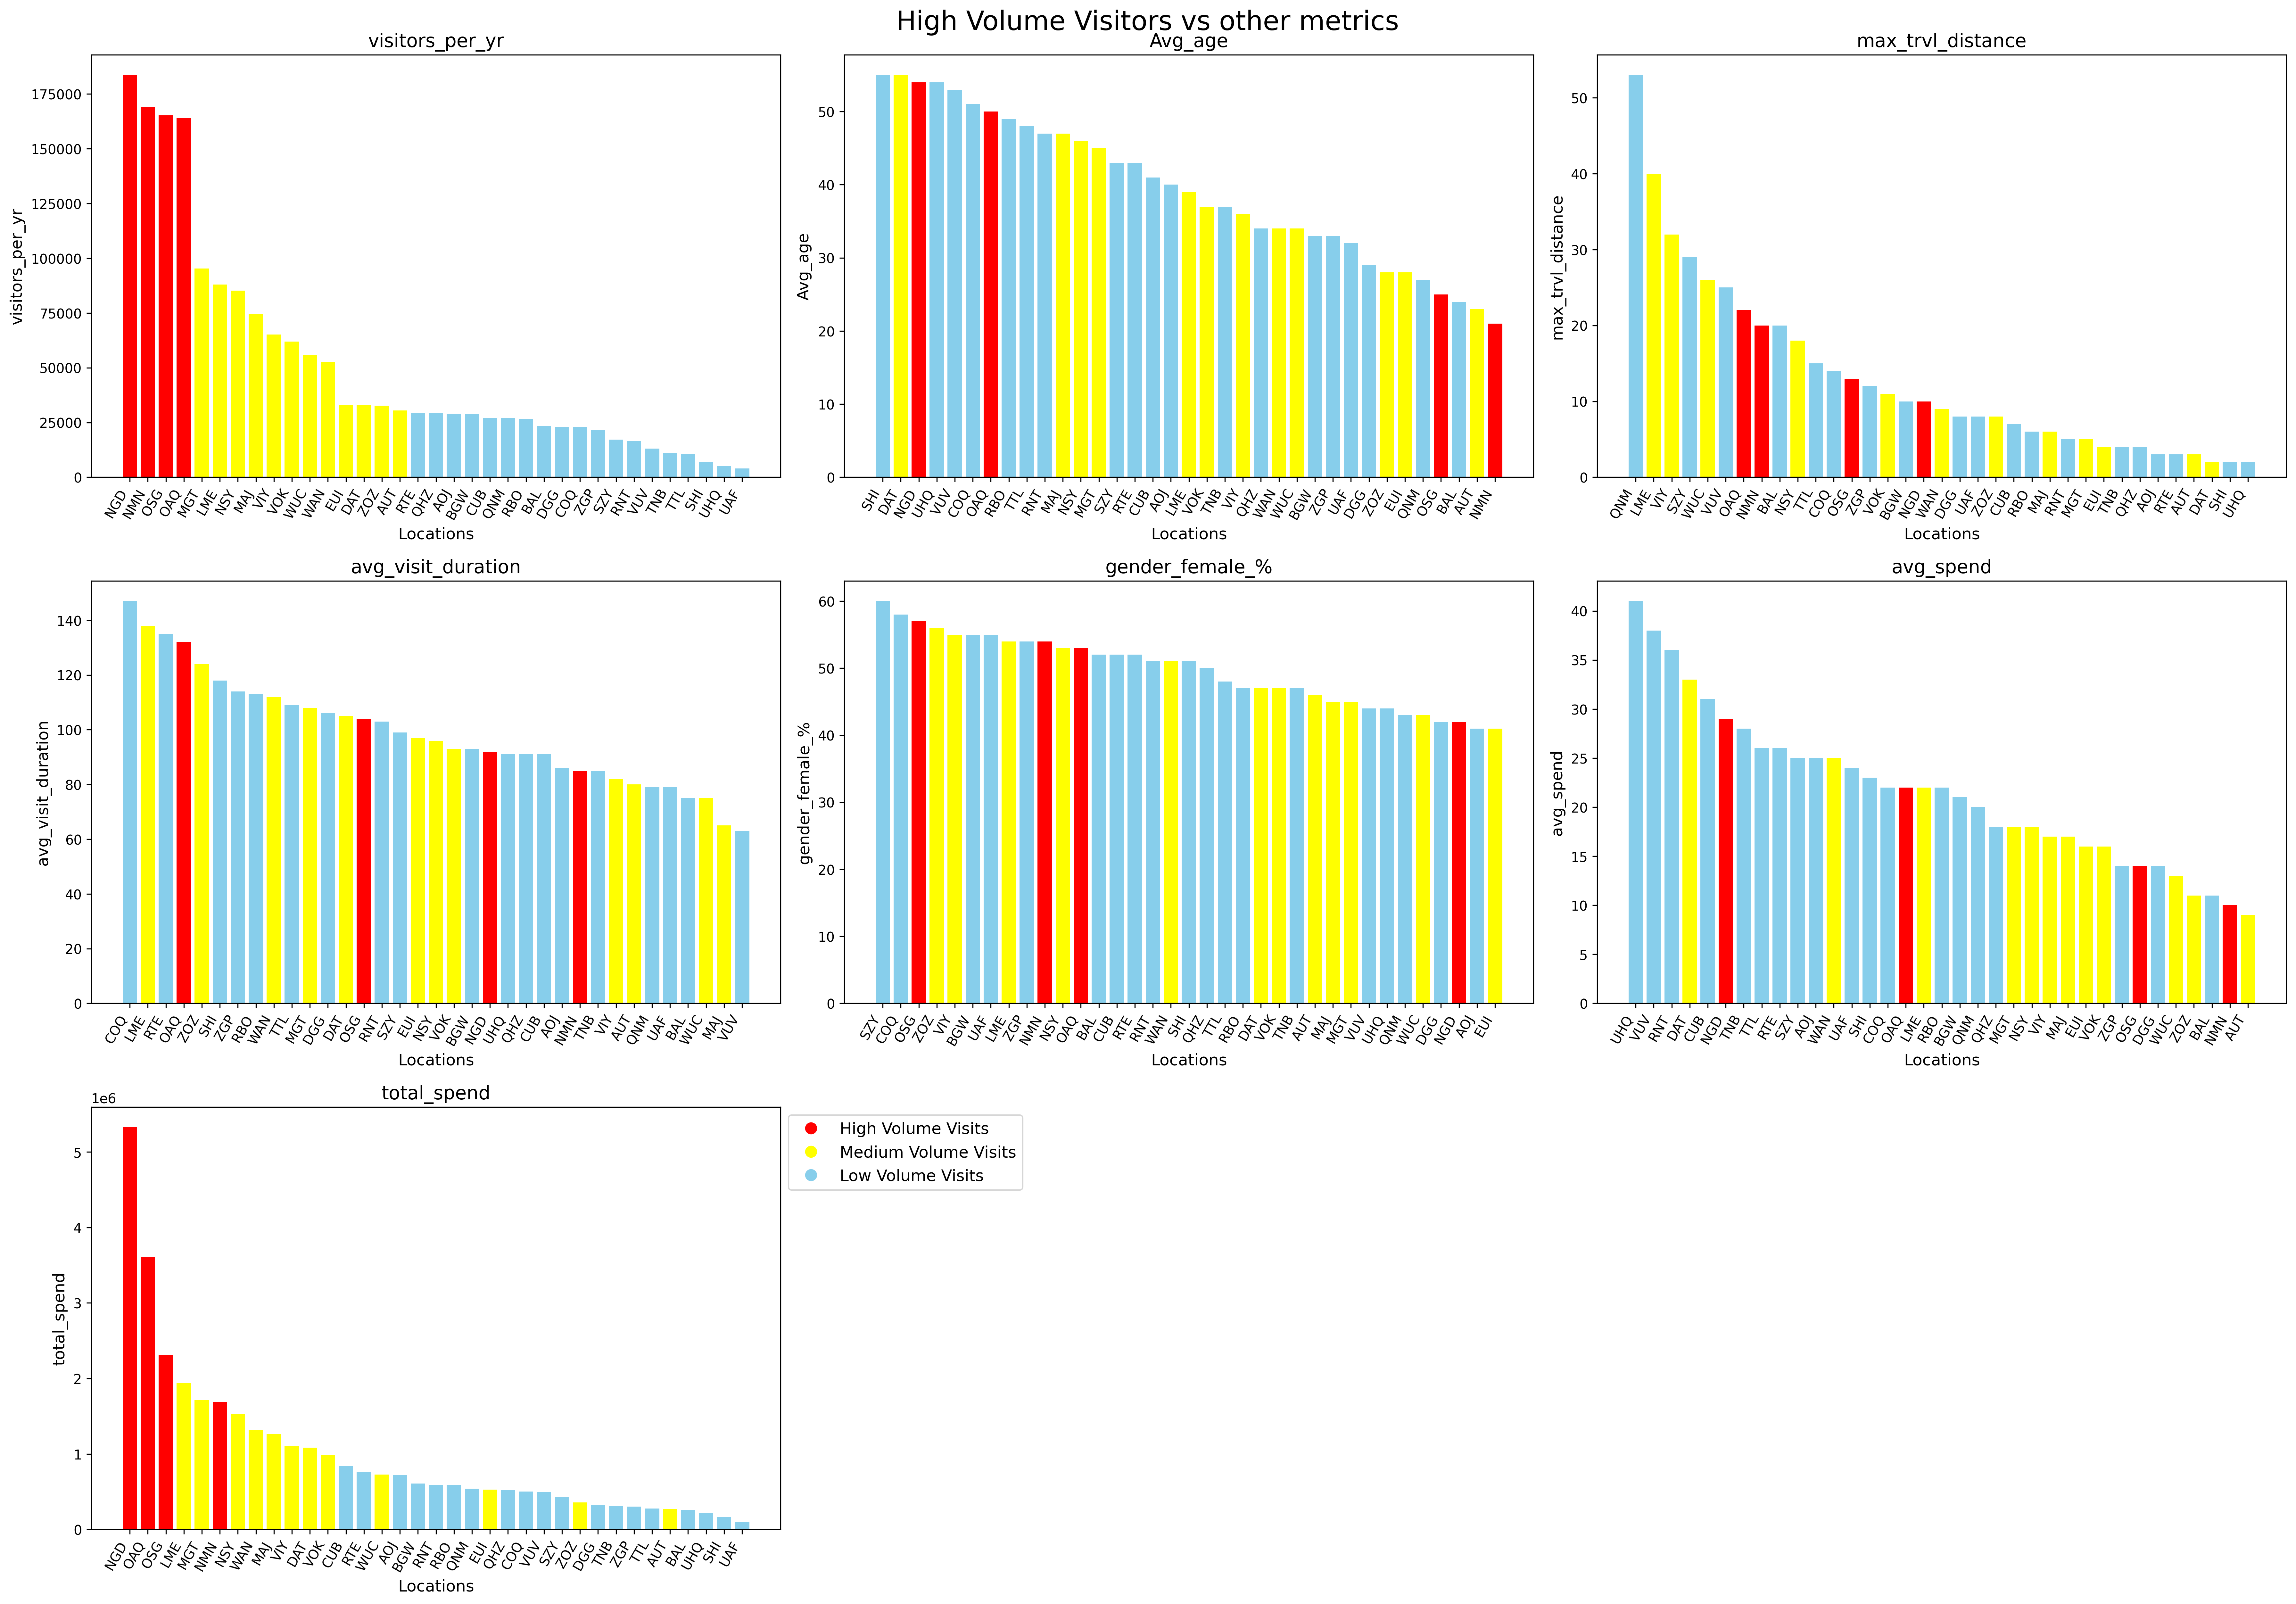 High Volume Visitors vs other metrics
visitors_per_yr
visitors_per_yr
175000
150000
125000
100000
75000
50000
25000
0
NGD NMN OSG OAQ MGT LME NSY MAJ VIY VOK WUC WAN EUI DAT ZOZ AUT RTE QHZ AOJ BGW CUB QNM RBO BAL DGG COQ ZGP SZY RNT VUV TNB TTL SHI UHQ UAF
Locations
Avg_age
Avg_age
50
40
30
20
10
0
SHI DAT NGD UHQ VUV COQ OAQ RBO TTL RNT MAJ NSY MGT SZY RTE CUB AOJ LME VOK TNB VIY QHZ WAN WUC BGW ZGP UAF DGG ZOZ EUI QNM OSG BAL AUT NMN
Locations
max_trvl_distance
max_trvl_distance
50
40
30
20
10
0
QNM LME VIY SZY WUC VUV OAQ NMN BAL NSY TTL COQ OSG ZGP VOK BGW NGD WAN DGG UAF ZOZ CUB RBO MAJ RNT MGT EUI TNB QHZ AOJ RTE AUT DAT SHI UHQ
Locations
avg_visit_duration
avg_visit_duration
140
120
100
80
60
40
20
0
COQ LME RTE OAQ ZOZ SHI ZGP RBO WAN TTL MGT DGG DAT OSG RNT SZY EUI NSY VOK BGW NGD UHQ QHZ CUB AOJ NMN TNB VIY AUT QNM UAF BAL WUC MAJ VUV
Locations
gender_female_%
gender_female_%
60
50
40
30
20
10
0
SZY COQ OSG ZOZ VIY BGW UAF LME ZGP NMN NSY OAQ BAL CUB RTE RNT WAN SHI QHZ TTL RBO DAT VOK TNB AUT MAJ MGT VUV UHQ QNM WUC DGG NGD AOJ EUI
Locations
avg_spend
avg_spend
40
35
30
25
20
15
10
5
0
UHQ VUV RNT DAT CUB NGD TNB TTL RTE SZY AOJ WAN UAF SHI COQ OAQ LME RBO BGW QNM QHZ MGT NSY VIY MAJ EUI VOK ZGP OSG DGG WUC ZOZ BAL NMN AUT
Locations
total_spend
1e6
total_spend
5
4
3
2
1
0
NGD OAQ OSG LME MGT NMN NSY WAN MAJ VIY DAT VOK CUB RTE WUC AOJ BGW RNT RBO QNM EUI QHZ COQ VUV SZY ZOZ DGG TNB ZGP TTL AUT BAL UHQ SHI UAF
Locations
High Volume Visits
Medium Volume Visits
Low Volume Visits